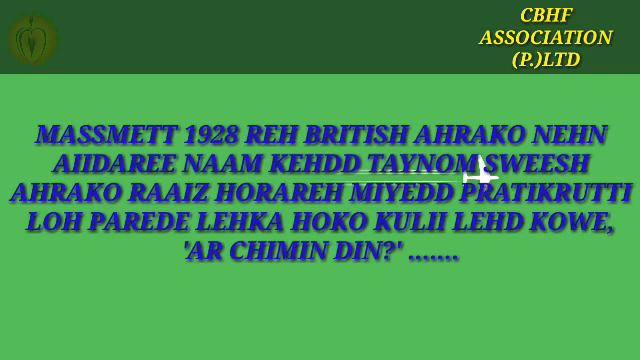 CBHF
ASSOCIATION
(P.)LTD
MASSMETT 1928 REH BRITISH AHRAKO NEHN
AIIDAREE NAAM KEHDD TAYNOM SWEESH
AHRAKO RAAIZ HORAREH MIYEDD PRATIKRUTTI
LOH PAREDE LEHKA HOKO KULII LEHD KOWE,
'AR CHIMIN DIN?' .......